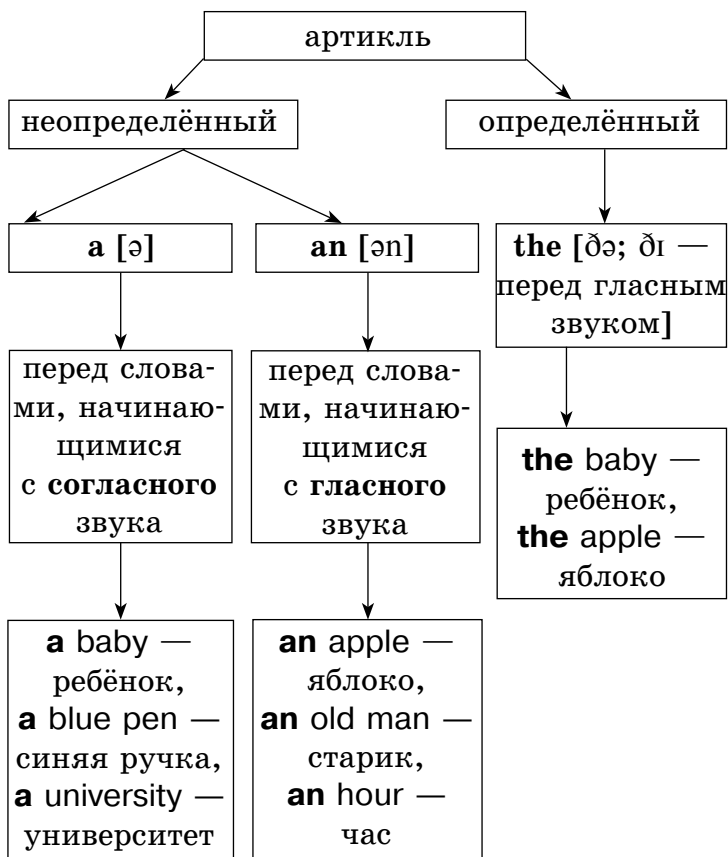 артикль
неопределённый
определённый
a [ə]
an [ən]
the [ðə; ðɪ —
перед гласным
звуком]
перед слова-
ми, начинаю-
щимися
с согласного
звука
перед слова-
ми, начинаю-
щимися
с гласного
звука
the baby —
ребёнок,
the apple —
яблоко
a baby —
ребёнок,
a blue pen —
синяя ручка,
a university —
университет
an apple —
яблоко,
an old man —
старик,
an hour —
час